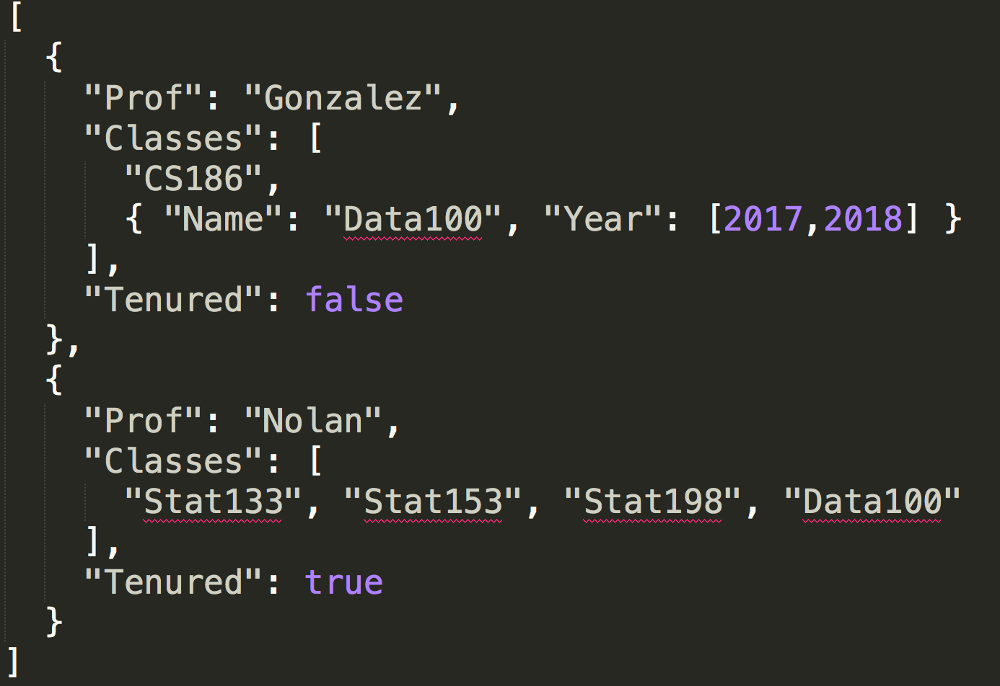 [
  {
    "Prof": "Gonzalez",
    "Classes": [
      "CS186",
      { "Name": "Data100", "Year": [2017,2018] }
    ],
    "Tenured": false
  },
  {
    "Prof": "Nolan",
    "Classes": [
      "Stat133", "Stat153", "Stat198", "Data100"
    ],
    "Tenured": true
  }
]